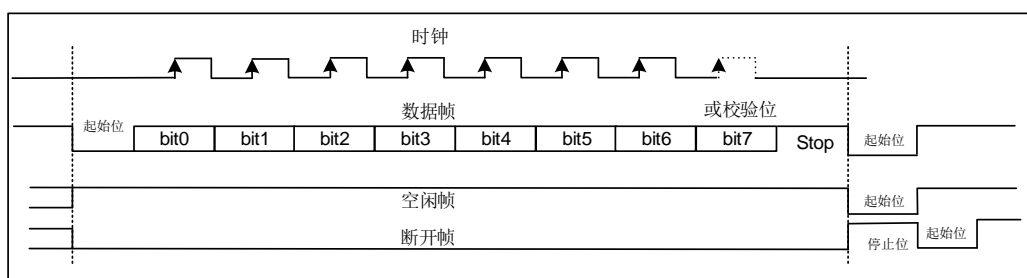 时钟
数据帧
或校验位
起始位 bit0 bit1 bit2 bit3 bit4 bit5 bit6 bit7 Stop 起始位
空闲帧
起始位
断开帧
停止位 起始位